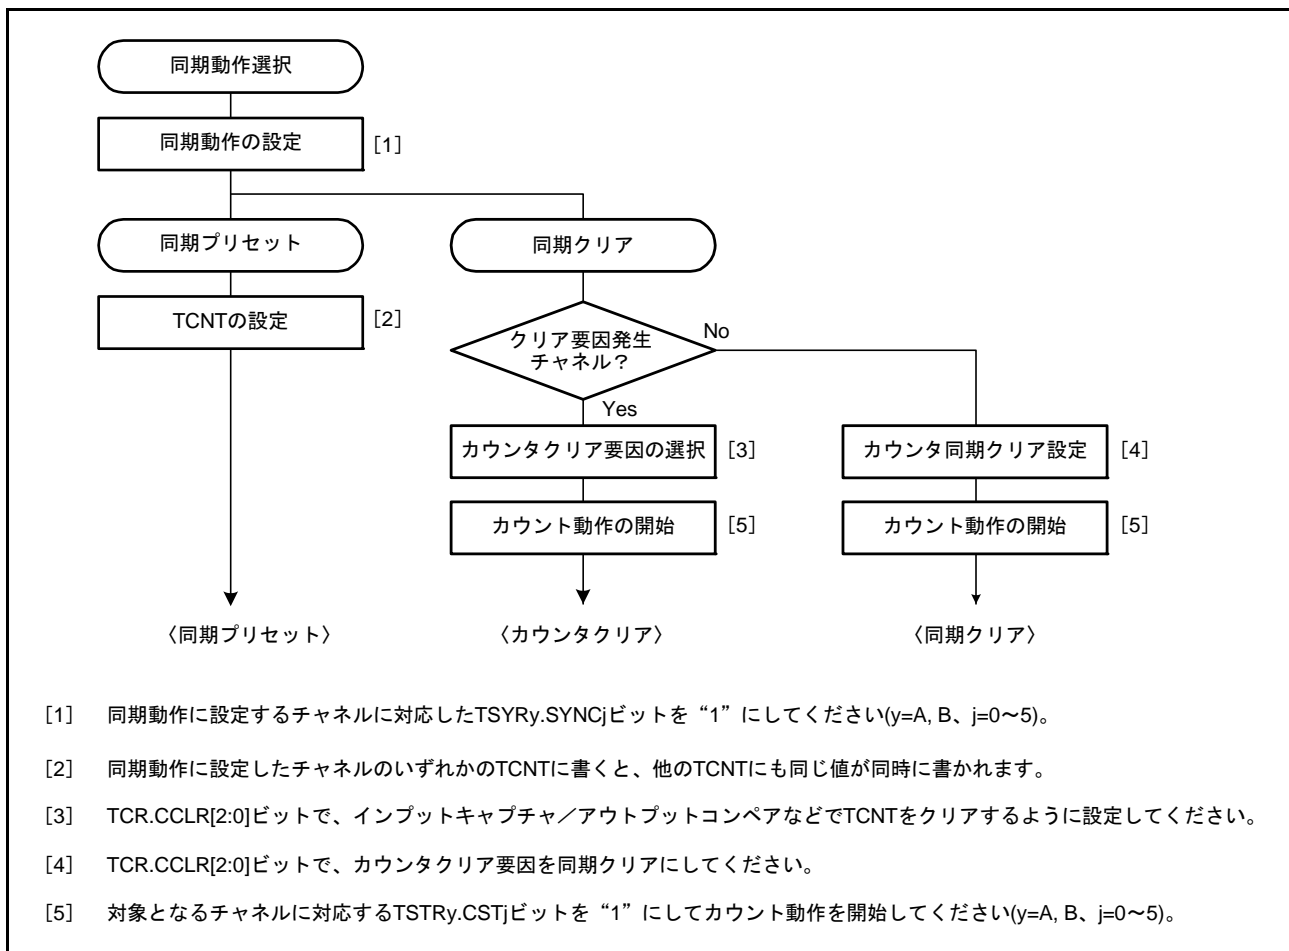 同期動作選択
同期動作の設定 [1]
同期プリセット
同期クリア
TCNTの設定 [2]
クリア要因発生
チャネル？
No
Yes
カウンタクリア要因の選択 [3]
カウンタ同期クリア設定 [4]
カウント動作の開始 [5]
カウント動作の開始 [5]
〈同期プリセット〉
〈カウンタクリア〉
〈同期クリア〉
[1] 同期動作に設定するチャネルに対応したTSYRy.SYNCjビットを“1”にしてください(y=A, B、j=0～5)。
[2] 同期動作に設定したチャネルのいずれかのTCNTに書くと、他のTCNTにも同じ値が同時に書かれます。
[3] TCR.CCLR[2:0]ビットで、インプットキャプチャ／アウトプットコンペアなどでTCNTをクリアするように設定してください。
[4] TCR.CCLR[2:0]ビットで、カウンタクリア要因を同期クリアにしてください。
[5] 対象となるチャネルに対応するTSTRy.CSTjビットを“1”にしてカウント動作を開始してください(y=A, B、j=0～5)。